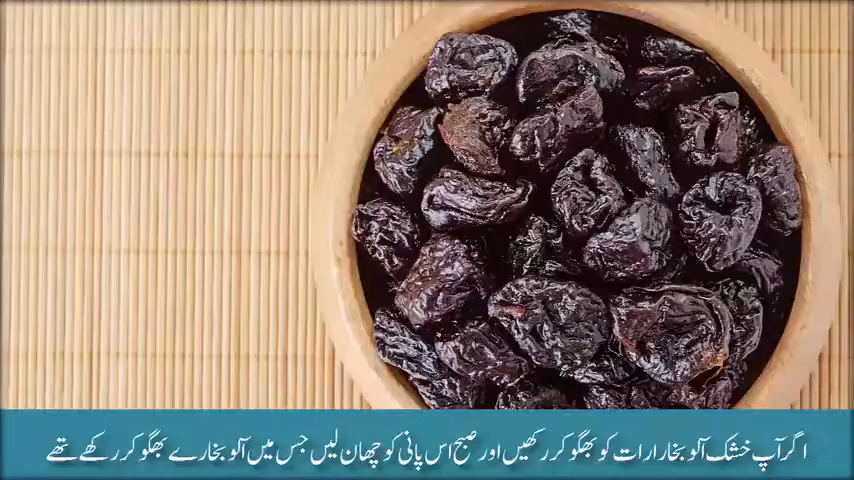 اگر آپ خشک آلو بخارا رات کو بھگو کر رکھیں اور صبح اس پانی کو چھان لیں جس میں آلو بخارے بھگو کر رکھے تھے